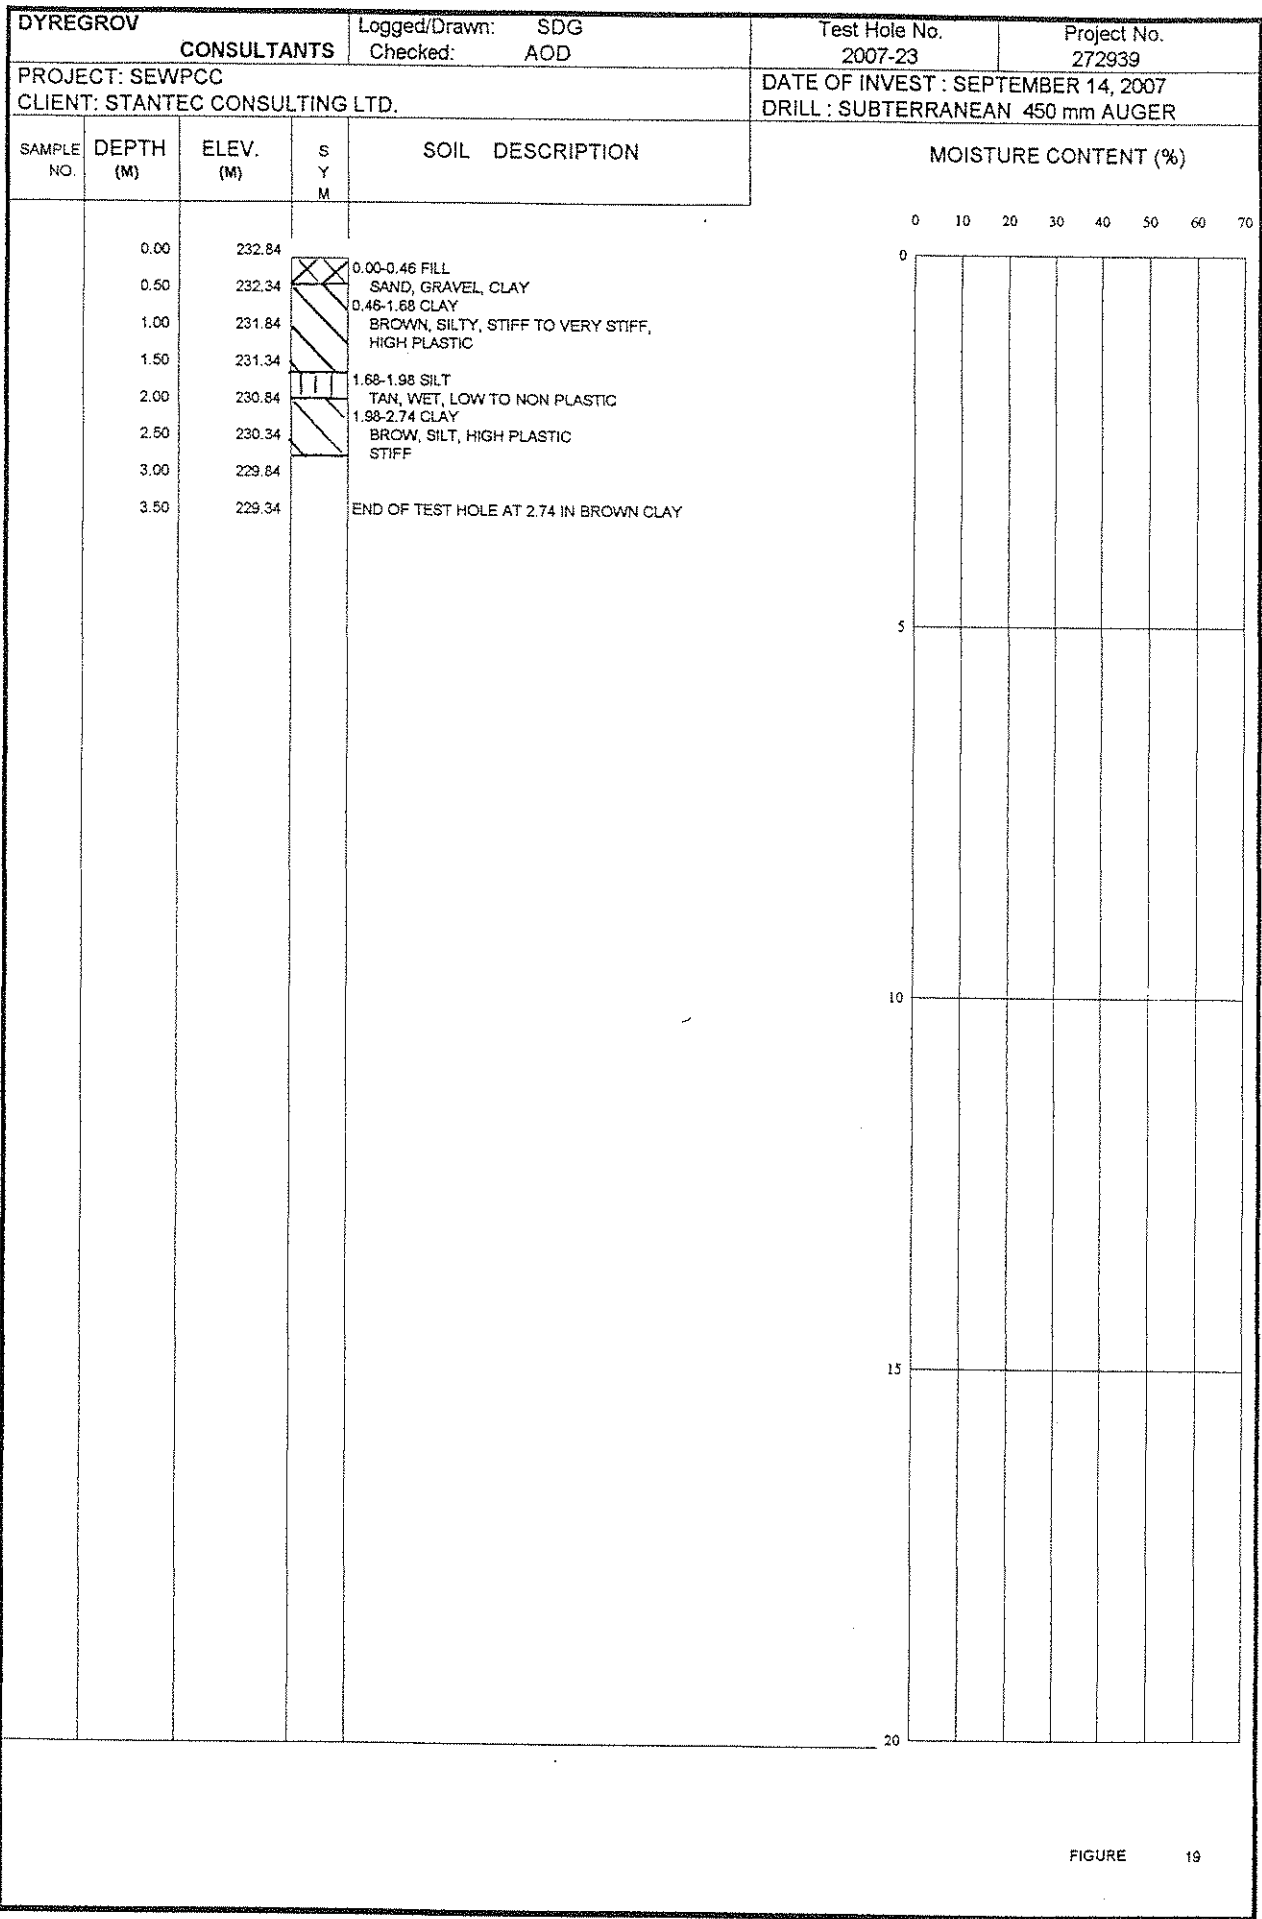 DYREGROV
CONSULTANTS
Logged/Drawn: SDG
Checked: AOD
Test Hole No.
2007-23
Project No.
272939
PROJECT: SEWPCC
CLIENT: STANTEC CONSULTING LTD.
DATE OF INVEST : SEPTEMBER 14, 2007
DRILL : SUBTERRANEAN 450 mm AUGER
SAMPLE NO.
DEPTH (M)
ELEV. (M)
S
Y
M
SOIL DESCRIPTION
MOISTURE CONTENT (%)
0 10 20 30 40 50 60 70
0.00 232.84
0.50 232.34
1.00 231.84
1.50 231.34
2.00 230.84
2.50 230.34
3.00 229.84
3.50 229.34
0.00-0.46 FILL
SAND, GRAVEL, CLAY
0.46-1.68 CLAY
BROWN, SILTY, STIFF TO VERY STIFF,
HIGH PLASTIC
1.68-1.98 SILT
TAN, WET, LOW TO NON PLASTIC
1.98-2.74 CLAY
BROW, SILT, HIGH PLASTIC
STIFF
END OF TEST HOLE AT 2.74 IN BROWN CLAY
0
5
10
15
20
FIGURE 19